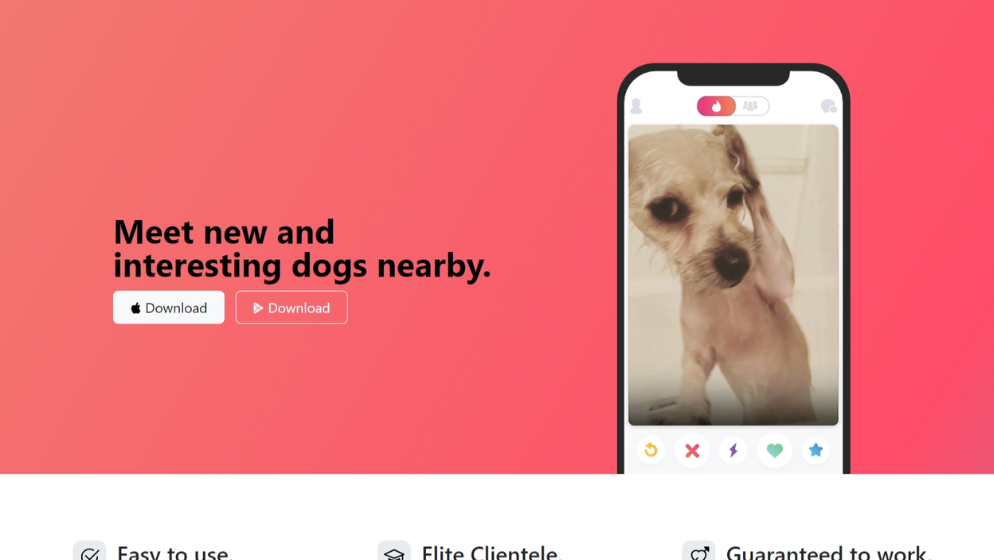 Meet new and
interesting dogs nearby.
Download
Download
Easy to use.
Elite Clientele.
Guaranteed to work.